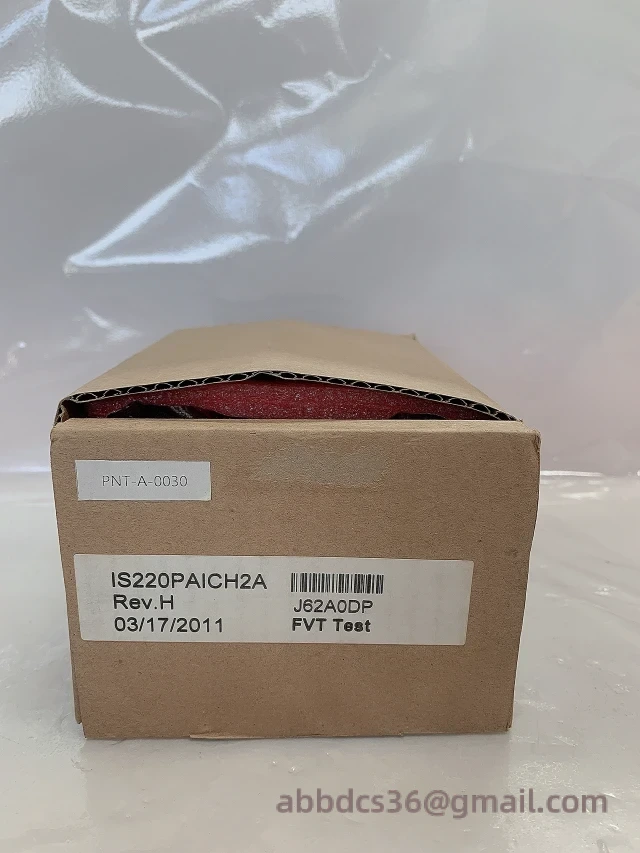 PNT-A-0030
IS220PAICH2A
Rev.H
03/17/2011
J62A0DP
FVT Test
abbdcs36@gmail.com